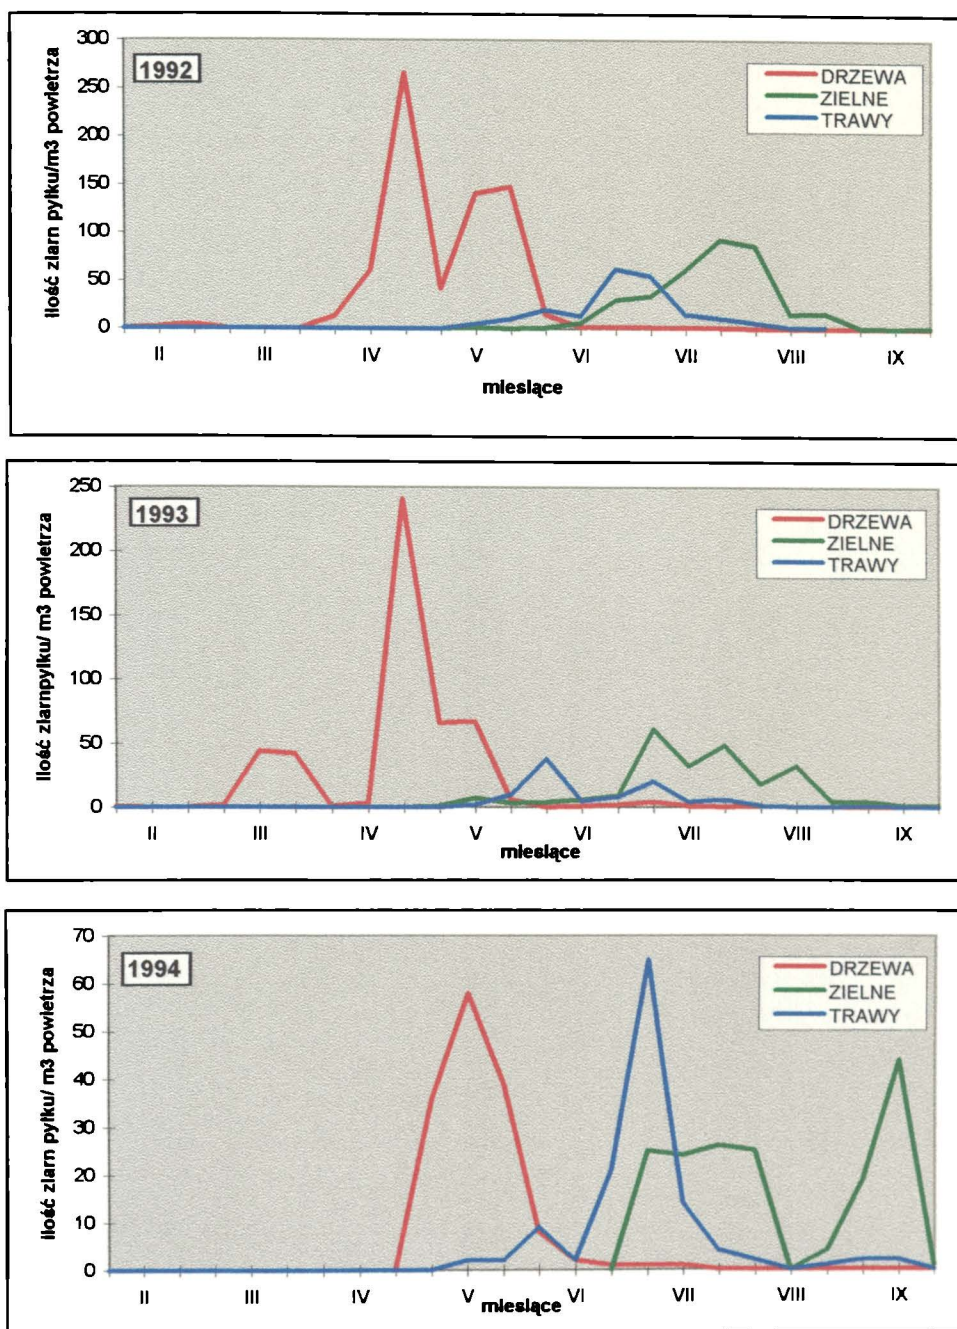 300
250
200
150
100
50
0
ilość ziarn pyłku/m3 powietrza
1992
DRZEWA
ZIELNE
TRAWY
II III IV V VI VII VIII IX
miesiące
250
200
150
100
50
0
ilość ziarnpyłku/ m3 powietrza
1993
DRZEWA
ZIELNE
TRAWY
II III IV V VI VII VIII IX
miesiące
70
60
50
40
30
20
10
0
ilość ziarn pyłku/ m3 powietrza
1994
DRZEWA
ZIELNE
TRAWY
II III IV V VI VII VIII IX
miesiące